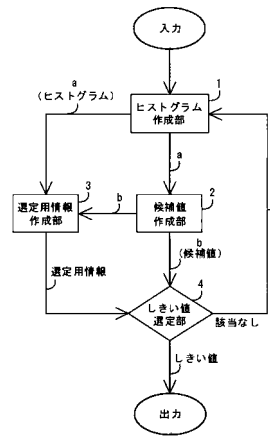 入力
a
(ヒストグラム)
1
ヒストグラム
作成部
a
3
選定用情報
作成部
b
2
候補値
作成部
b
(候補値)
選定用情報
4
しきい値
選定部
該当なし
しきい値
出力